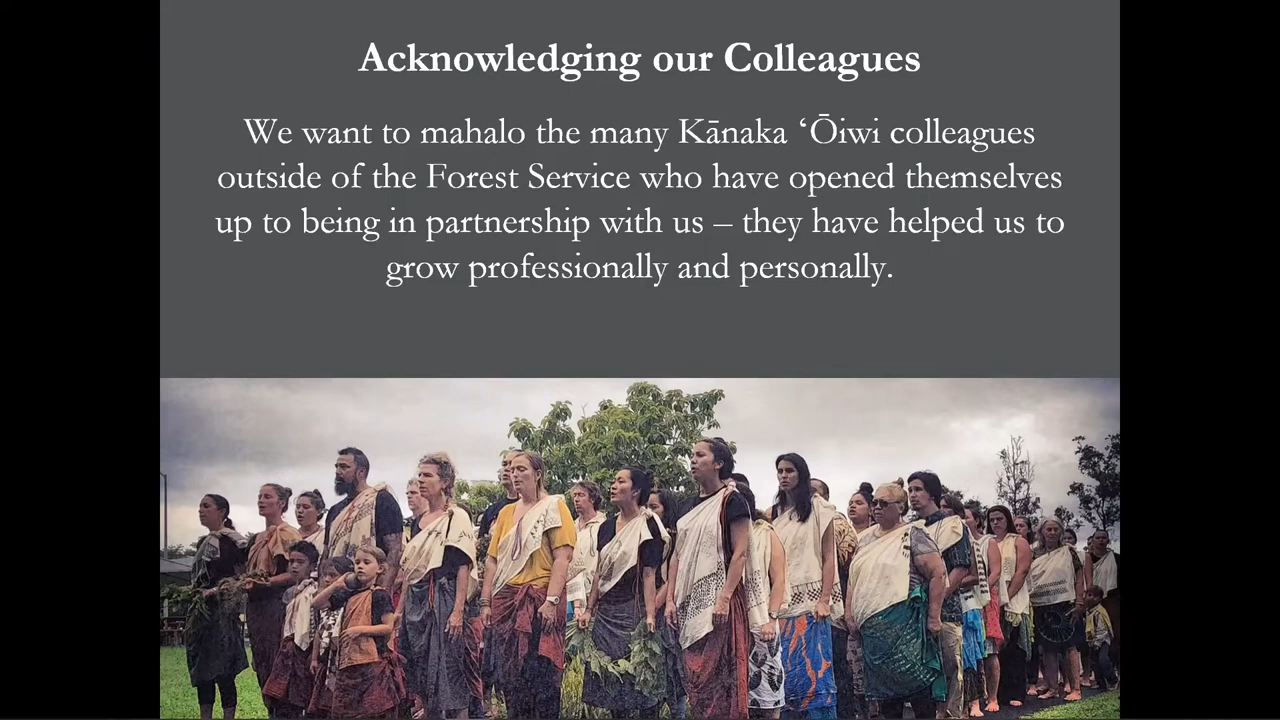 Acknowledging our Colleagues
We want to mahalo the many Kānaka ʻŌiwi colleagues
outside of the Forest Service who have opened themselves
up to being in partnership with us – they have helped us to
grow professionally and personally.